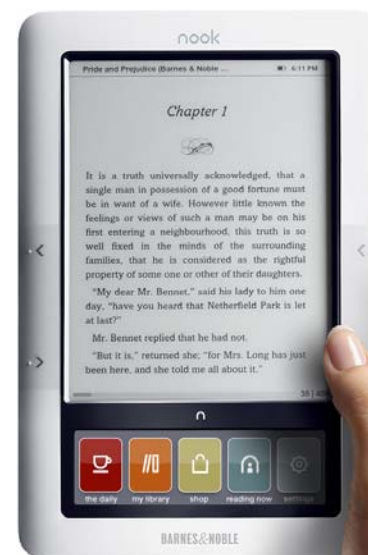 nook
Pride and Prejudice (Barnes & Noble ...
6:11 PM
Chapter 1
It is a truth universally acknowledged, that a
single man in possession of a good fortune must
be in want of a wife. However little known the
feelings or views of such a man may be on his
first entering a neighbourhood, this truth is so
well fixed in the minds of the surrounding
families, that he is considered as the rightful
property of some one or other of their daughters.
"My dear Mr. Bennet," said his lady to him one
day, "have you heard that Netherfield Park is let
at last?"
Mr. Bennet replied that he had not.
"But it is," returned she; "for Mrs. Long has just
been here, and she told me all about it."
the daily
my library
shop
reading now
settings
BARNES&NOBLE